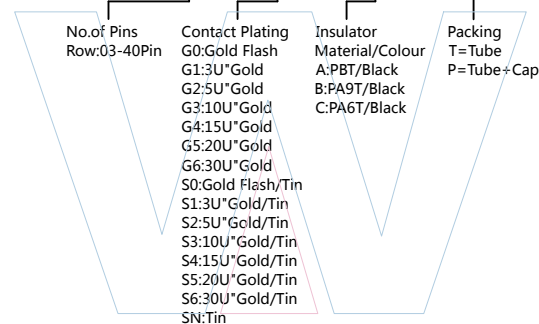 No.of Pins
Row:03-40Pin
Contact Plating
G0:Gold Flash
G1:3U"Gold
G2:5U"Gold
G3:10U"Gold
G4:15U"Gold
G5:20U"Gold
G6:30U"Gold
S0:Gold Flash/Tin
S1:3U"Gold/Tin
S2:5U"Gold/Tin
S3:10U"Gold/Tin
S4:15U"Gold/Tin
S5:20U"Gold/Tin
S6:30U"Gold/Tin
SN:Tin
Insulator
Material/Colour
A:PBT/Black
B:PA9T/Black
C:PA6T/Black
Packing
T=Tube
P=Tube+Cap